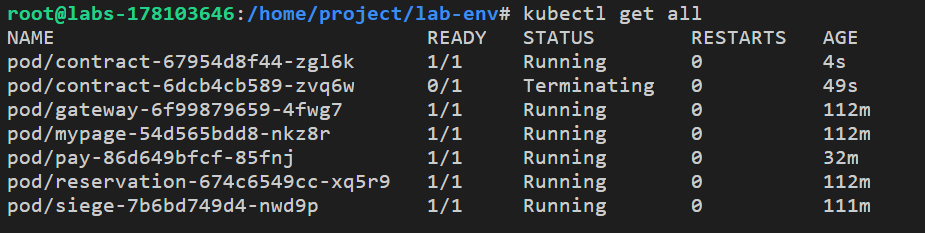 root@labs-178103646:/home/project/lab-env# kubectl get all
NAME READY STATUS RESTARTS AGE
pod/contract-67954d8f44-zgl6k 1/1 Running 0 4s
pod/contract-6dcb4cb589-zvq6w 0/1 Terminating 0 49s
pod/gateway-6f99879659-4fwg7 1/1 Running 0 112m
pod/mypage-54d565bdd8-nkz8r 1/1 Running 0 112m
pod/pay-86d649bfcf-85fnj 1/1 Running 0 32m
pod/reservation-674c6549cc-xq5r9 1/1 Running 0 112m
pod/siege-7b6bd749d4-nwd9p 1/1 Running 0 111m